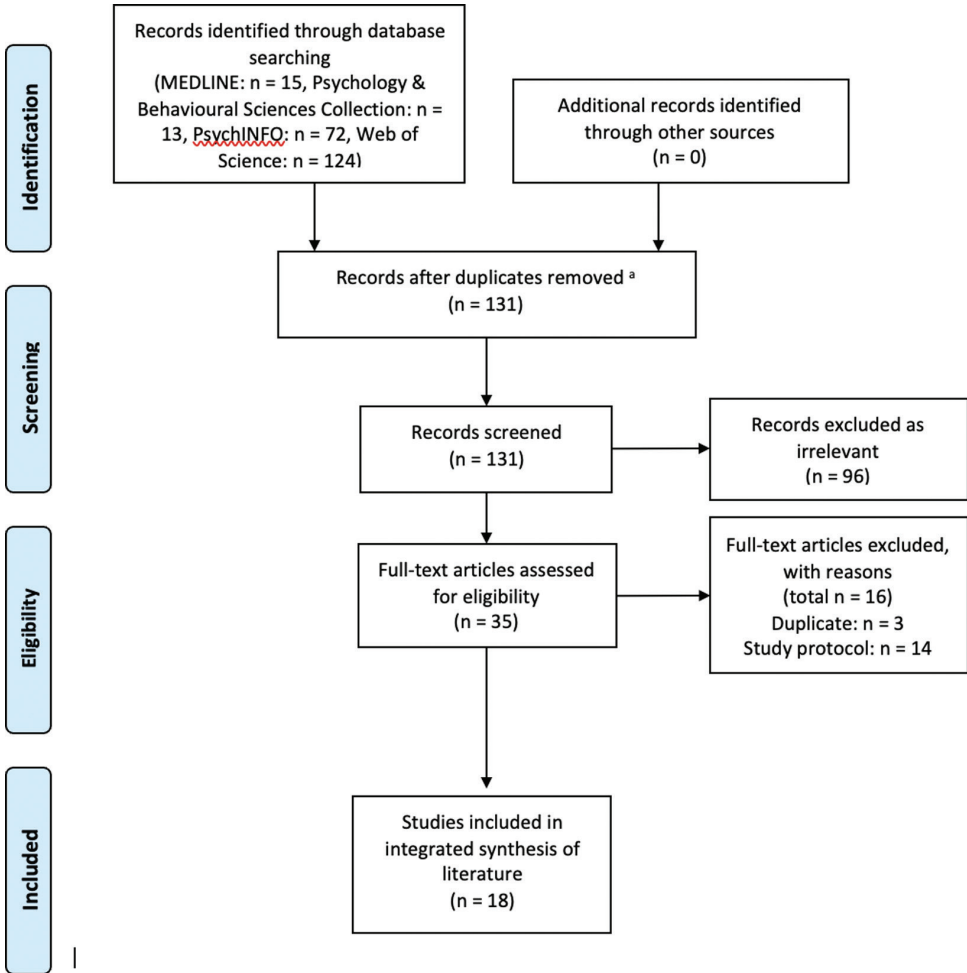 Identification
Records identified through database
searching
(MEDLINE: n = 15, Psychology &
Behavioural Sciences Collection: n =
13, PsychINFO: n = 72, Web of
Science: n = 124)
Additional records identified
through other sources
(n = 0)
Records after duplicates removed ᵃ
(n = 131)
Screening
Records screened
(n = 131)
Records excluded as
irrelevant
(n = 96)
Eligibility
Full-text articles assessed
for eligibility
(n = 35)
Full-text articles excluded,
with reasons
(total n = 16)
Duplicate: n = 3
Study protocol: n = 14
Included
Studies included in
integrated synthesis of
literature
(n = 18)